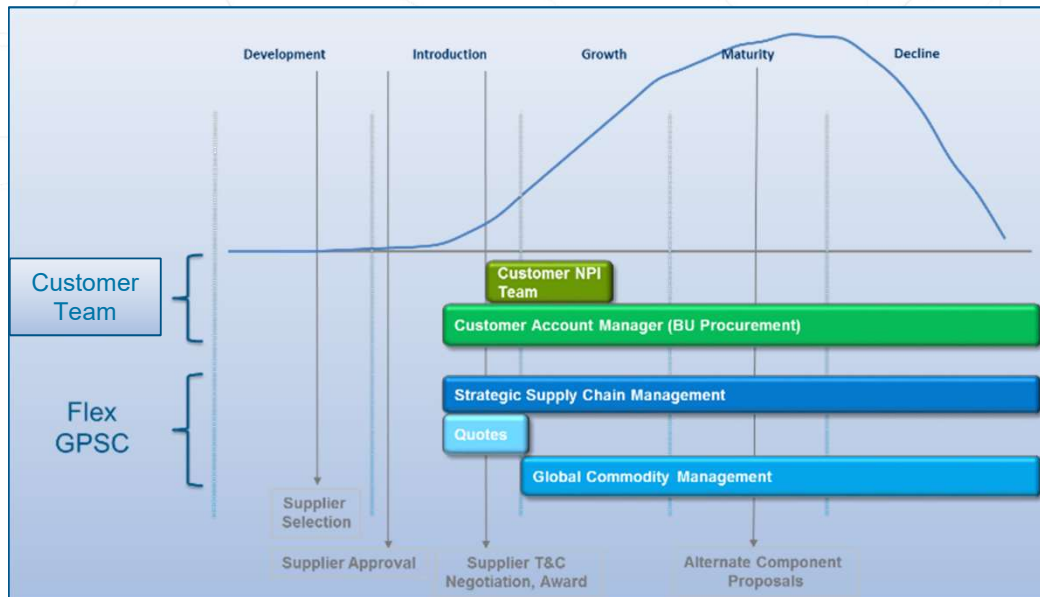 Development
Introduction
Growth
Maturity
Decline
Customer
Team
Customer NPI
Team
Customer Account Manager (BU Procurement)
Flex
GPSC
Strategic Supply Chain Management
Quotes
Global Commodity Management
Supplier
Selection
Supplier Approval
Supplier T&C
Negotiation, Award
Alternate Component
Proposals